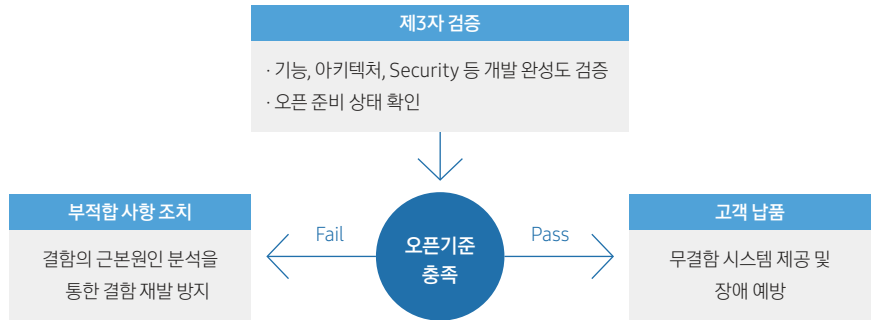 제3자 검증
· 기능, 아키텍처, Security 등 개발 완성도 검증
· 오픈 준비 상태 확인
부적합 사항 조치
결함의 근본원인 분석을
통한 결함 재발 방지
Fail
오픈기준
충족
Pass
고객 납품
무결함 시스템 제공 및
장애 예방